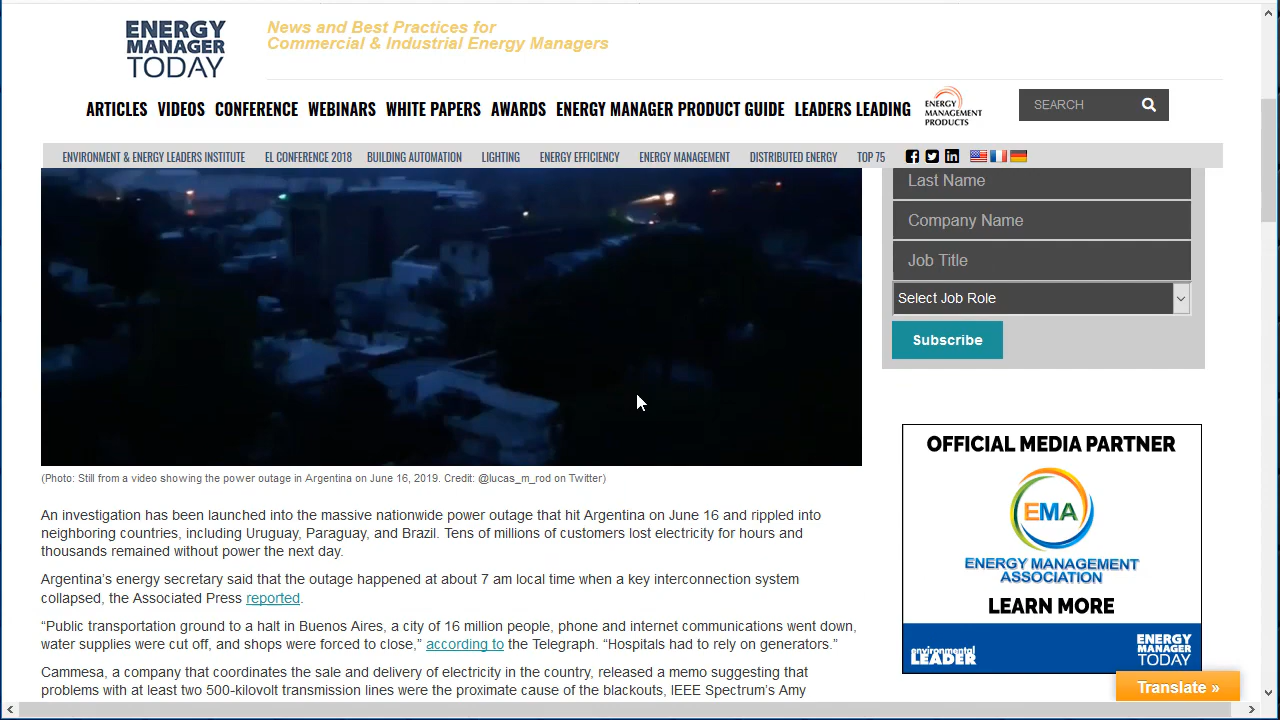 ENERGY
MANAGER
TODAY
News and Best Practices for
Commercial & Industrial Energy Managers
ARTICLES VIDEOS CONFERENCE WEBINARS WHITE PAPERS AWARDS ENERGY MANAGER PRODUCT GUIDE LEADERS LEADING
ENERGY
MANAGEMENT
PRODUCTS
SEARCH
ENVIRONMENT & ENERGY LEADERS INSTITUTE EL CONFERENCE 2018 BUILDING AUTOMATION LIGHTING ENERGY EFFICIENCY ENERGY MANAGEMENT DISTRIBUTED ENERGY TOP 75
Last Name
Company Name
Job Title
Select Job Role
Subscribe
(Photo: Still from a video showing the power outage in Argentina on June 16, 2019. Credit: @lucas_m_rod on Twitter)
An investigation has been launched into the massive nationwide power outage that hit Argentina on June 16 and rippled into
neighboring countries, including Uruguay, Paraguay, and Brazil. Tens of millions of customers lost electricity for hours and
thousands remained without power the next day.
Argentina's energy secretary said that the outage happened at about 7 am local time when a key interconnection system
collapsed, the Associated Press reported.
“Public transportation ground to a halt in Buenos Aires, a city of 16 million people, phone and internet communications went down,
water supplies were cut off, and shops were forced to close,” according to the Telegraph. “Hospitals had to rely on generators.”
Cammesa, a company that coordinates the sale and delivery of electricity in the country, released a memo suggesting that
problems with at least two 500-kilovolt transmission lines were the proximate cause of the blackouts, IEEE Spectrum's Amy
OFFICIAL MEDIA PARTNER
EMA
ENERGY MANAGEMENT
ASSOCIATION
LEARN MORE
environmental
LEADER
ENERGY
MANAGER
TODAY
Translate »